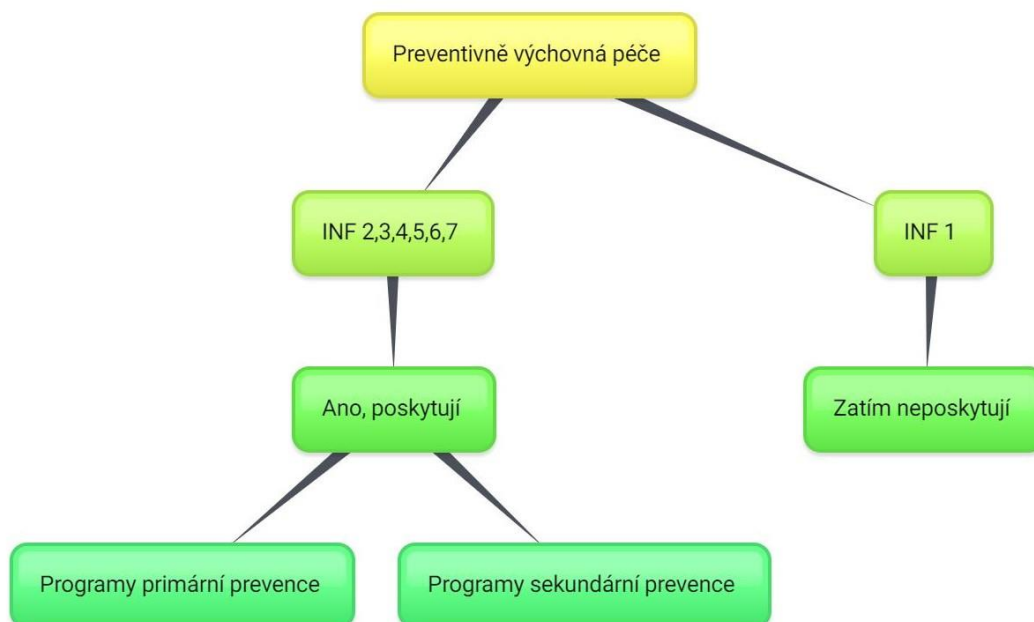 Preventivně výchovná péče
INF 2,3,4,5,6,7
INF 1
Ano, poskytují
Zatím neposkytují
Programy primární prevence
Programy sekundární prevence